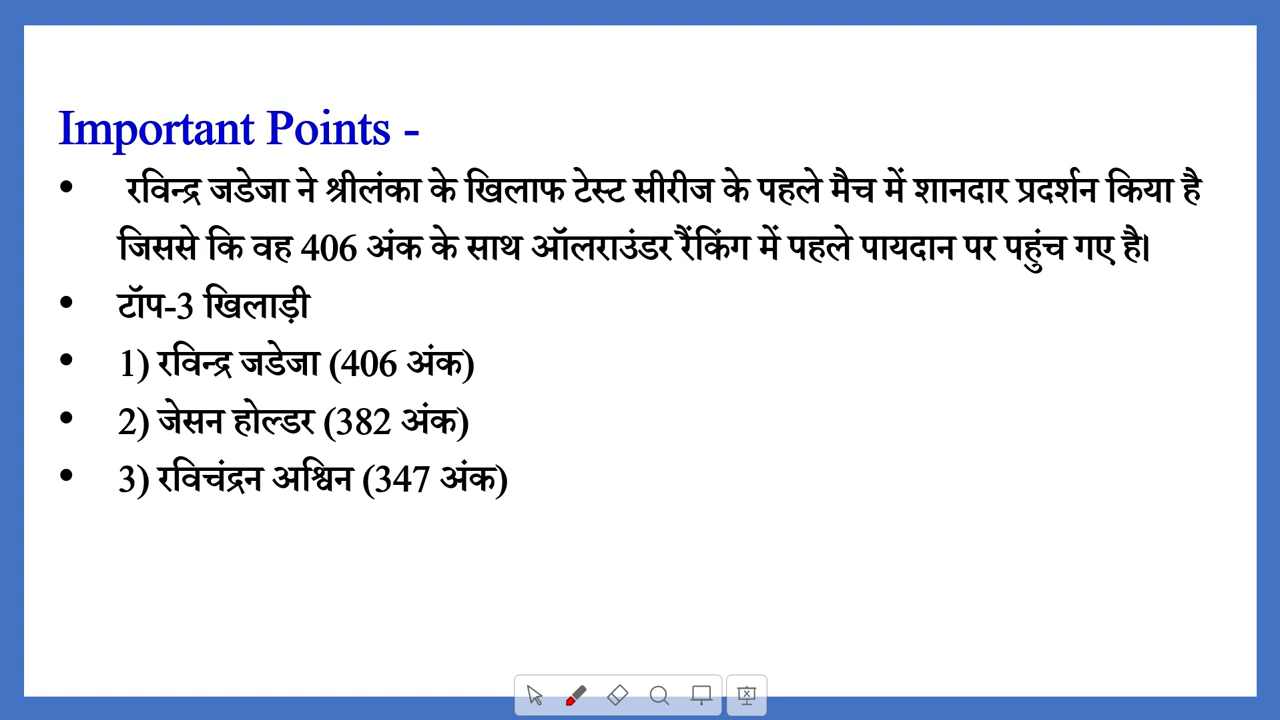 Important Points -
• रविन्द्र जडेजा ने श्रीलंका के खिलाफ टेस्ट सीरीज के पहले मैच में शानदार प्रदर्शन किया है
जिससे कि वह 406 अंक के साथ ऑलराउंडर रैंकिंग में पहले पायदान पर पहुंच गए है।
• टॉप-3 खिलाड़ी
• 1) रविन्द्र जडेजा (406 अंक)
• 2) जेसन होल्डर (382 अंक)
• 3) रविचंद्रन अश्विन (347 अंक)